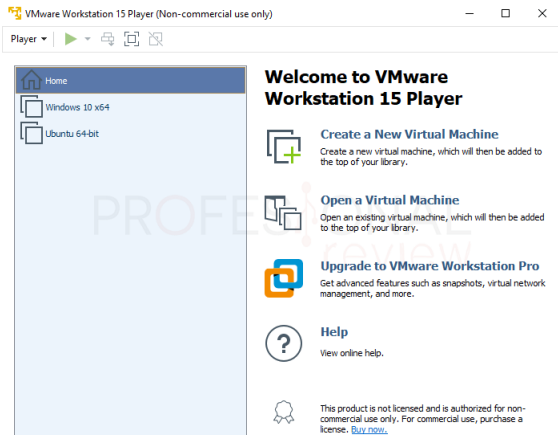 VMware Workstation 15 Player (Non-commercial use only)
Player
Home
Windows 10 x64
Ubuntu 64-bit
Welcome to VMware
Workstation 15 Player
Create a New Virtual Machine
Create a new virtual machine, which will then be added to
the top of your library.
Open a Virtual Machine
Open an existing virtual machine, which will then be added
to the top of your library.
Upgrade to VMware Workstation Pro
Get advanced features such as snapshots, virtual network
management, and more.
?
Help
View online help.
This product is not licensed and is authorized for non-
commercial use only. For commercial use, purchase a
license. Buy now.
review